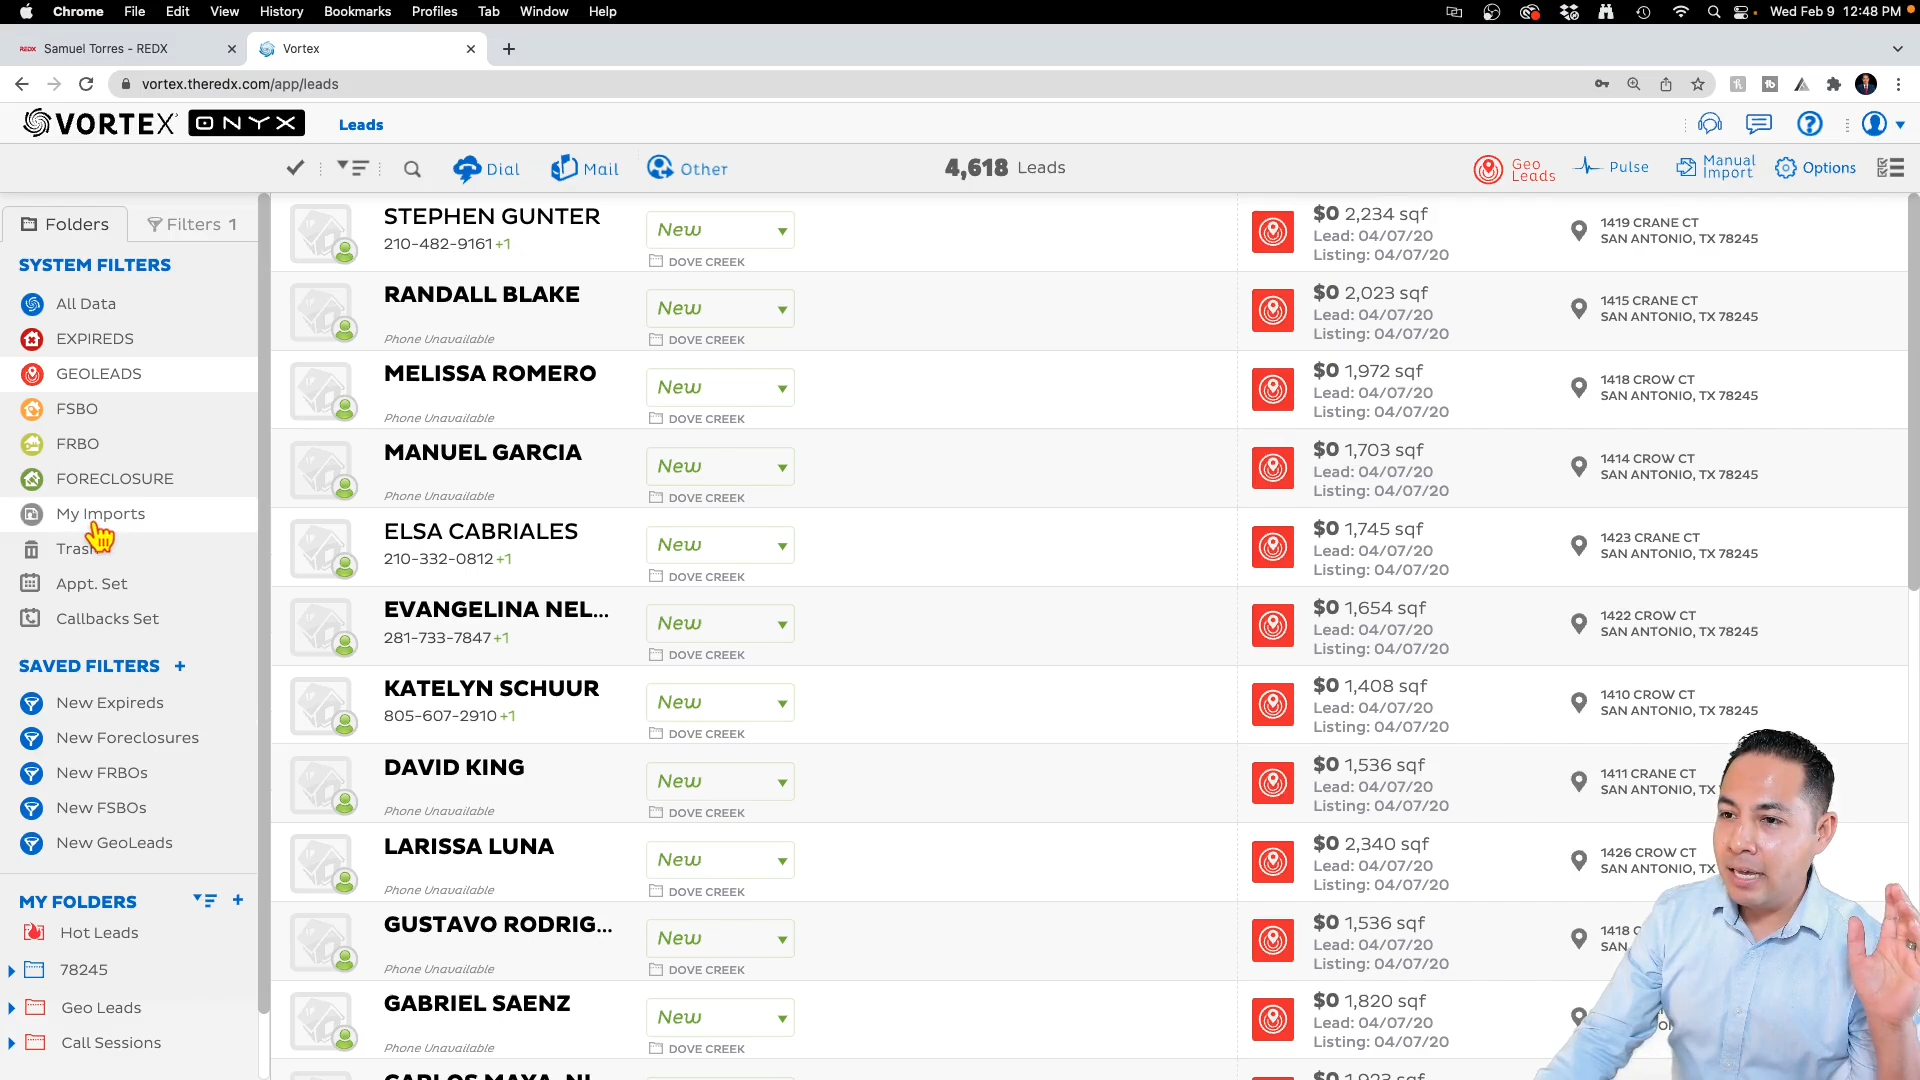 Chrome File Edit View History Bookmarks Profiles Tab Window Help Wed Feb 9 12:48 PM
REDX Samuel Torres - REDX Vortex
vortex.theredx.com/app/leads
VORTEX ONYX Leads
Dial Mail Other 4,618 Leads Geo Leads Pulse Manual Import Options
Folders Filters 1
SYSTEM FILTERS
All Data
EXPIREDS
GEOLEADS
FSBO
FRBO
FORECLOSURE
My Imports
Trash
Appt. Set
Callbacks Set
SAVED FILTERS +
New Expireds
New Foreclosures
New FRBOs
New FSBOs
New GeoLeads
MY FOLDERS +
Hot Leads
78245
Geo Leads
Call Sessions
STEPHEN GUNTER New $0 2,234 sqf 1419 CRANE CT
210-482-9161 +1 Lead: 04/07/20 SAN ANTONIO, TX 78245
DOVE CREEK Listing: 04/07/20
RANDALL BLAKE New $0 2,023 sqf 1415 CRANE CT
Lead: 04/07/20 SAN ANTONIO, TX 78245
Phone Unavailable DOVE CREEK Listing: 04/07/20
MELISSA ROMERO New $0 1,972 sqf 1418 CROW CT
Lead: 04/07/20 SAN ANTONIO, TX 78245
Phone Unavailable DOVE CREEK Listing: 04/07/20
MANUEL GARCIA New $0 1,703 sqf 1414 CROW CT
Lead: 04/07/20 SAN ANTONIO, TX 78245
Phone Unavailable DOVE CREEK Listing: 04/07/20
ELSA CABRIALES New $0 1,745 sqf 1423 CRANE CT
210-332-0812 +1 Lead: 04/07/20 SAN ANTONIO, TX 78245
DOVE CREEK Listing: 04/07/20
EVANGELINA NEL... New $0 1,654 sqf 1422 CROW CT
281-733-7847 +1 Lead: 04/07/20 SAN ANTONIO, TX 78245
DOVE CREEK Listing: 04/07/20
KATELYN SCHUUR New $0 1,408 sqf 1410 CROW CT
805-607-2910 +1 Lead: 04/07/20 SAN ANTONIO, TX 78245
DOVE CREEK Listing: 04/07/20
DAVID KING New $0 1,536 sqf 1411 CRANE CT
Lead: 04/07/20 SAN ANTONIO, TX
Phone Unavailable DOVE CREEK Listing: 04/07/20
LARISSA LUNA New $0 2,340 sqf 1426 CROW CT
Lead: 04/07/20 SAN ANTONIO, TX
Phone Unavailable DOVE CREEK Listing: 04/07/20
GUSTAVO RODRIG... New $0 1,536 sqf 1418
Lead: 04/07/20 SAN
Phone Unavailable DOVE CREEK Listing: 04/07/20
GABRIEL SAENZ New $0 1,820 sqf
Lead: 04/07/20
Phone Unavailable DOVE CREEK Listing: 04/07/20
$0 1,923 sqf